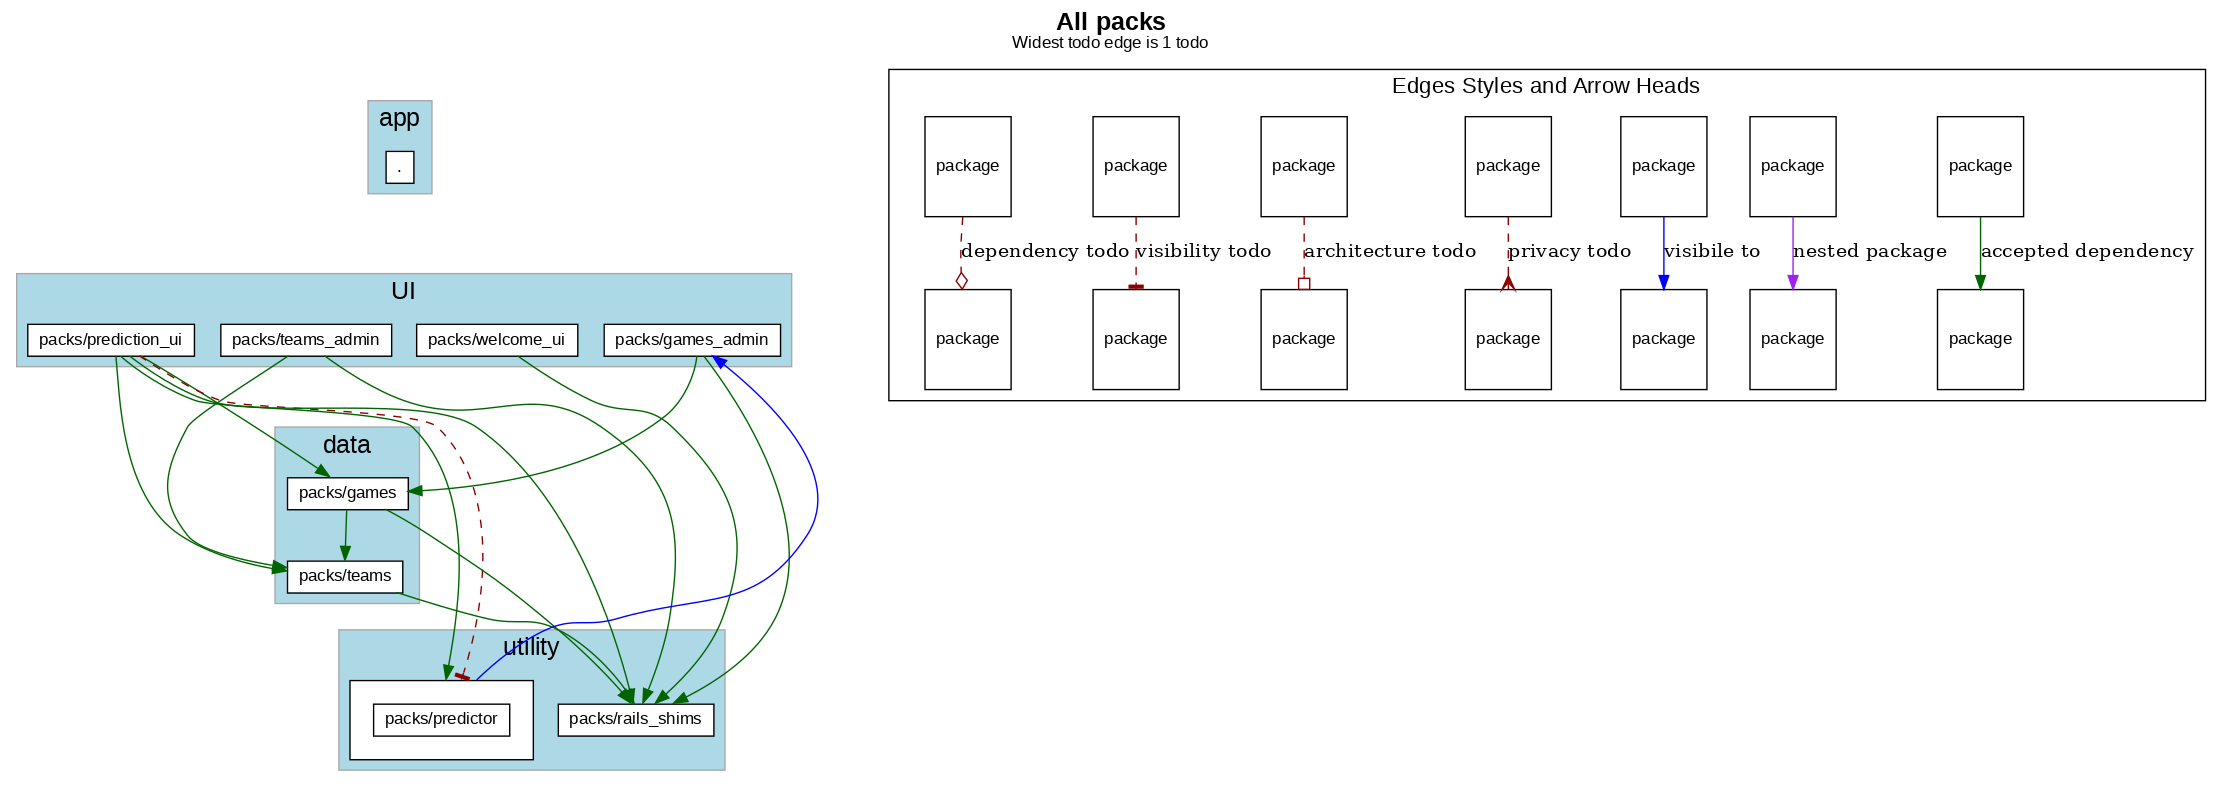 All packs
Widest todo edge is 1 todo
Edges Styles and Arrow Heads
package package package package package package package
dependency todo visibility todo architecture todo privacy todo visibile to nested package accepted dependency
package package package package package package package
app
.
UI
packs/prediction_ui packs/teams_admin packs/welcome_ui packs/games_admin
data
packs/games
packs/teams
utility
packs/predictor packs/rails_shims